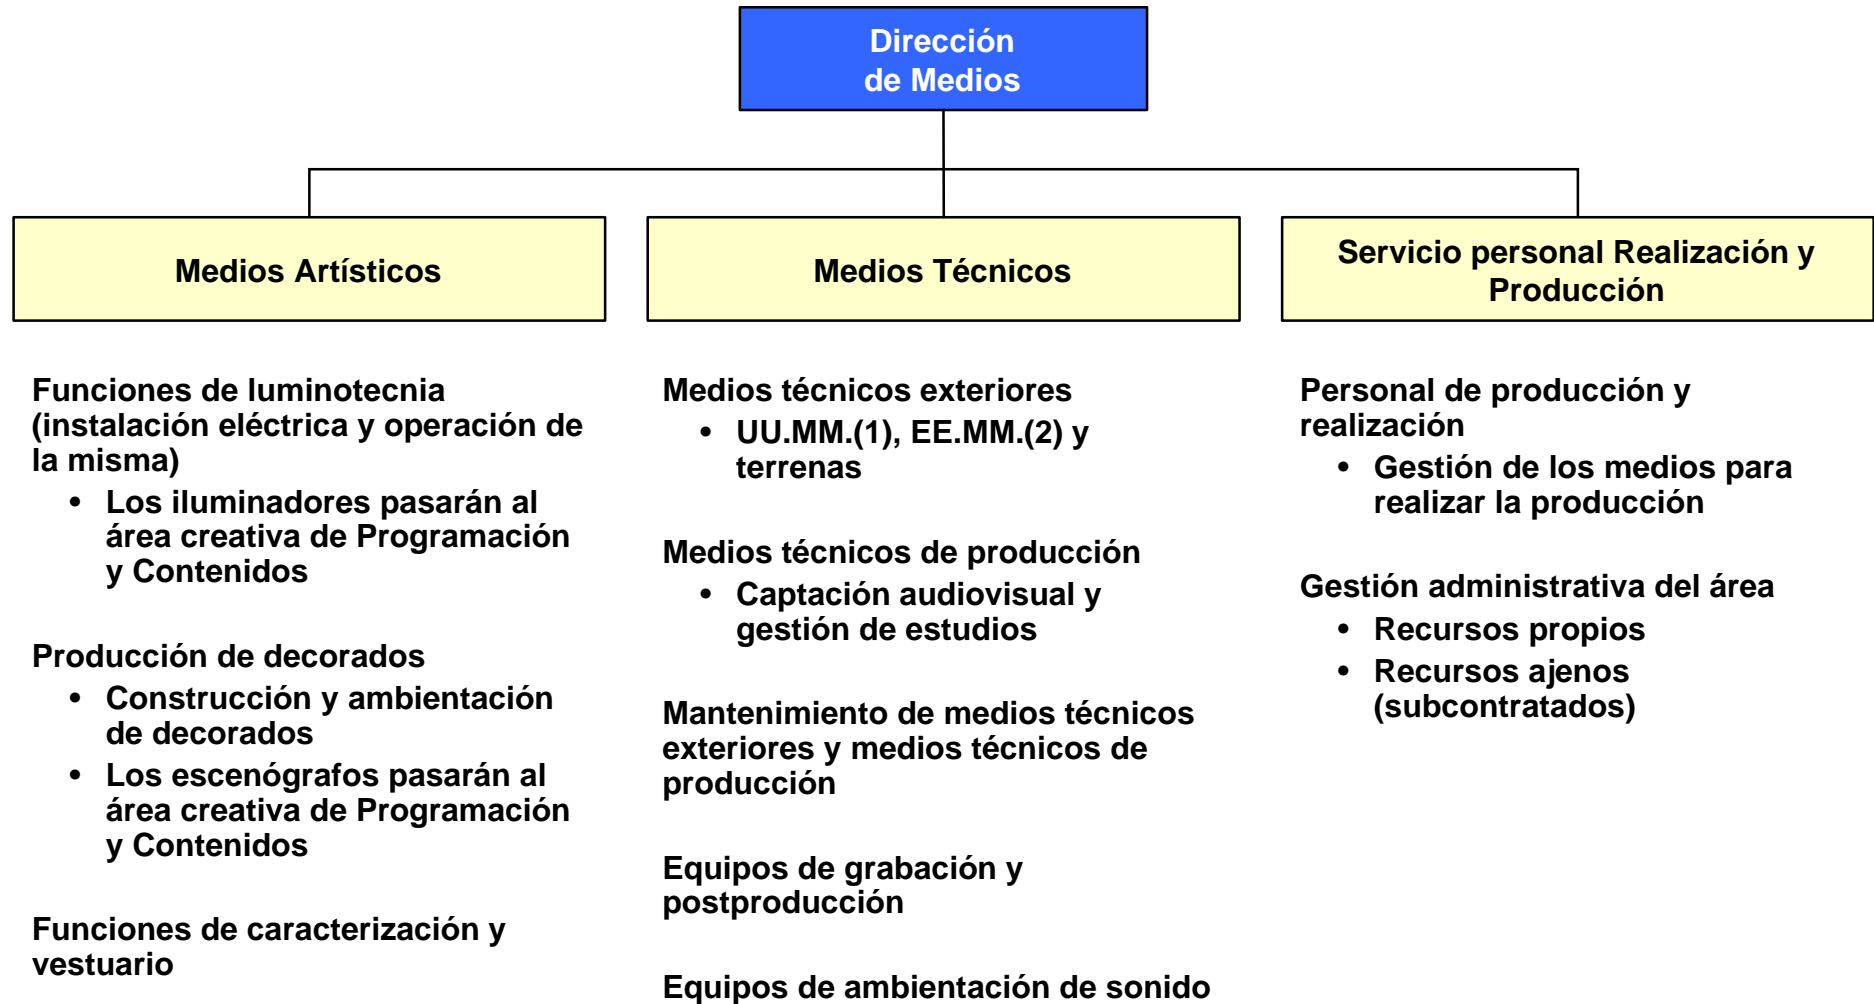 Dirección
de Medios
Medios Artísticos
Medios Técnicos
Servicio personal Realización y
Producción
Funciones de luminotecnia
(instalación eléctrica y operación de
la misma)
• Los iluminadores pasarán al
área creativa de Programación
y Contenidos
Producción de decorados
• Construcción y ambientación
de decorados
• Los escenógrafos pasarán al
área creativa de Programación
y Contenidos
Funciones de caracterización y
vestuario
Medios técnicos exteriores
• UU.MM.(1), EE.MM.(2) y
terrenas
Medios técnicos de producción
• Captación audiovisual y
gestión de estudios
Mantenimiento de medios técnicos
exteriores y medios técnicos de
producción
Equipos de grabación y
postproducción
Equipos de ambientación de sonido
Personal de producción y
realización
• Gestión de los medios para
realizar la producción
Gestión administrativa del área
• Recursos propios
• Recursos ajenos
(subcontratados)